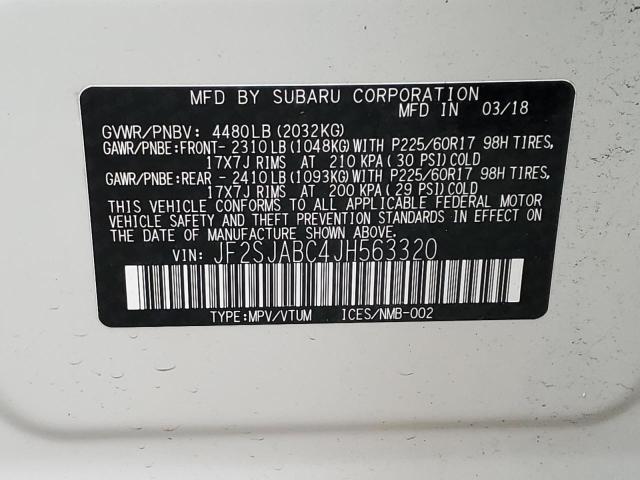 MFD BY SUBARU CORPORATION
MFD IN 03/18
GVWR/PNBV: 4480LB(2032KG)
GAWR/PNBE:FRONT-2310LB(1048KG)WITH P225/60R17 98H TIRES,
17X7J RIMS AT 210 KPA(30 PSI)COLD
GAWR/PNBE:REAR -2410LB(1093KG)WITH P225/60R17 98H TIRES,
17X7J RIMS AT 200 KPA(29 PSI)COLD
THIS VEHICLE CONFORMS TO ALL APPLICABLE FEDERAL MOTOR
VEHICLE SAFETY AND THEFT PREVENTION STANDARDS IN EFFECT ON
THE DATE OF MANUFACTURE SHOWN ABOVE.
VIN: JF2SJABC4JH563320
TYPE:MPV/VTUM ICES/NMB-002